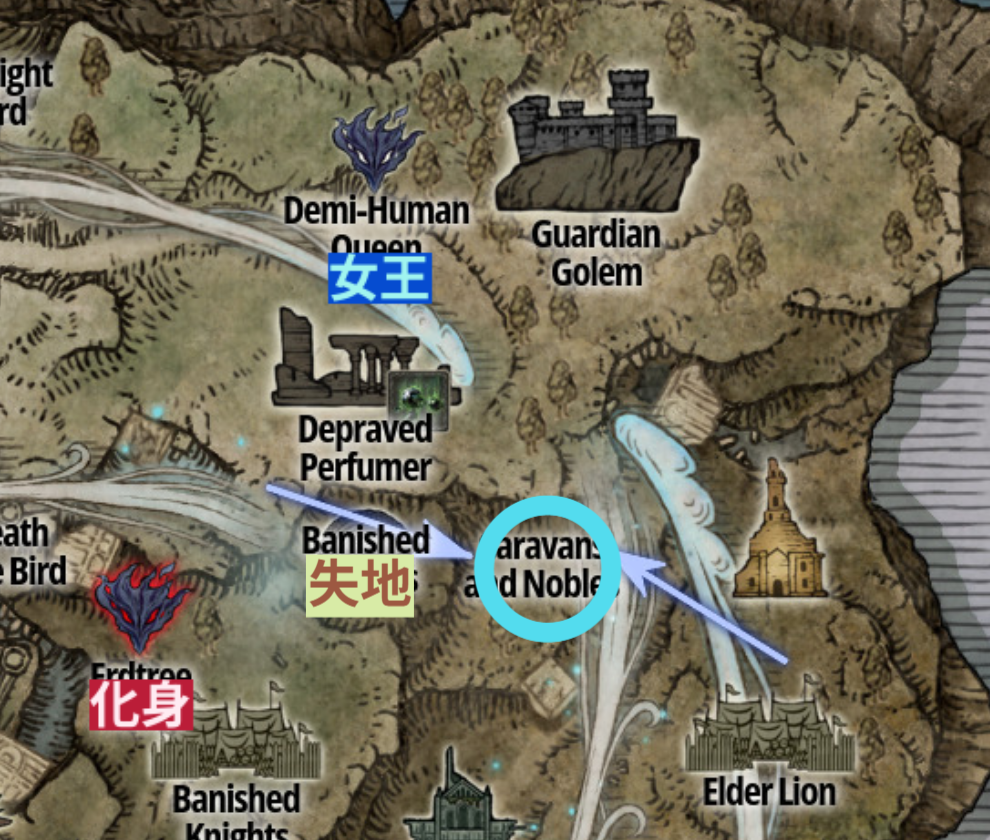 ight
rd
Demi-Human
Queen
女王
Guardian
Golem
Depraved
Perfumer
eath
e Bird
Banished
失地
aravans
and Nobles
Erdtree
化身
Banished
Knights
Elder Lion